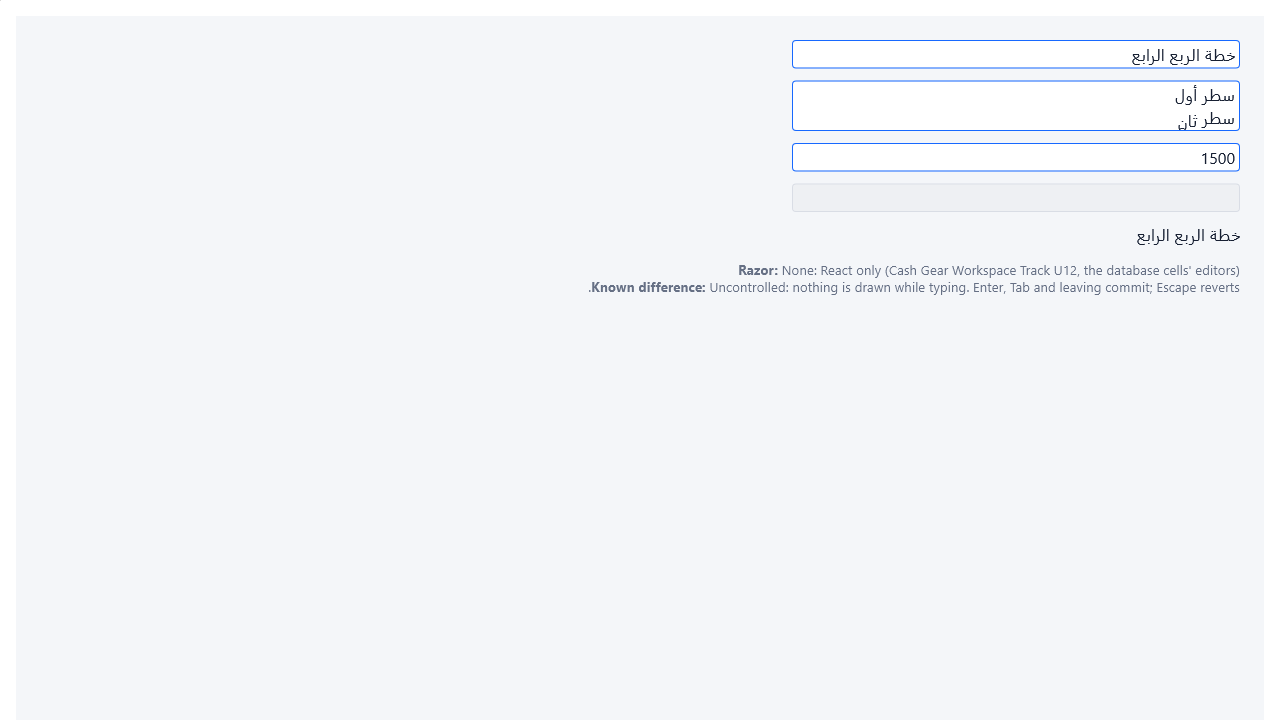 خطة الربع الرابع
سطر أول
سطر ثان
1500
خطة الربع الرابع
Razor: None: React only (Cash Gear Workspace Track U12, the database cells' editors)
Known difference: Uncontrolled: nothing is drawn while typing. Enter, Tab and leaving commit; Escape reverts.